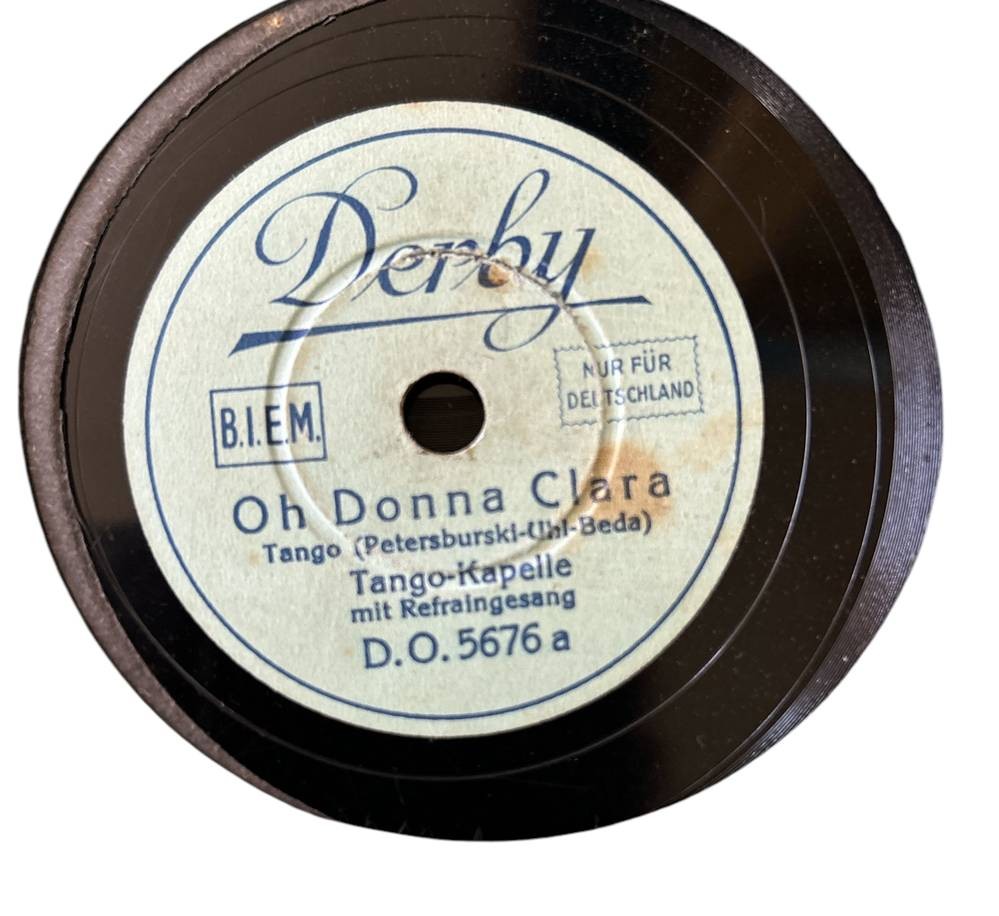 Derby
B.I.E.M.
NUR FÜR
DEUTSCHLAND
Oh Donna Clara
Tango (Petersburski-Uhl-Beda)
Tango-Kapelle
mit Refraingesang
D.O. 5676 a